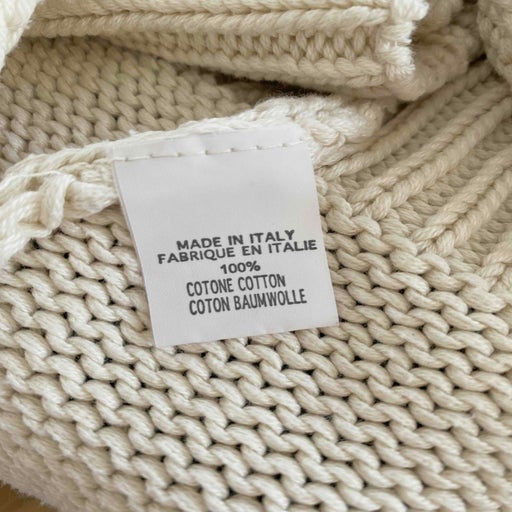 MADE IN ITALY
FABRIQUE EN ITALIE
100%
COTONE COTTON
COTON BAUMWOLLE